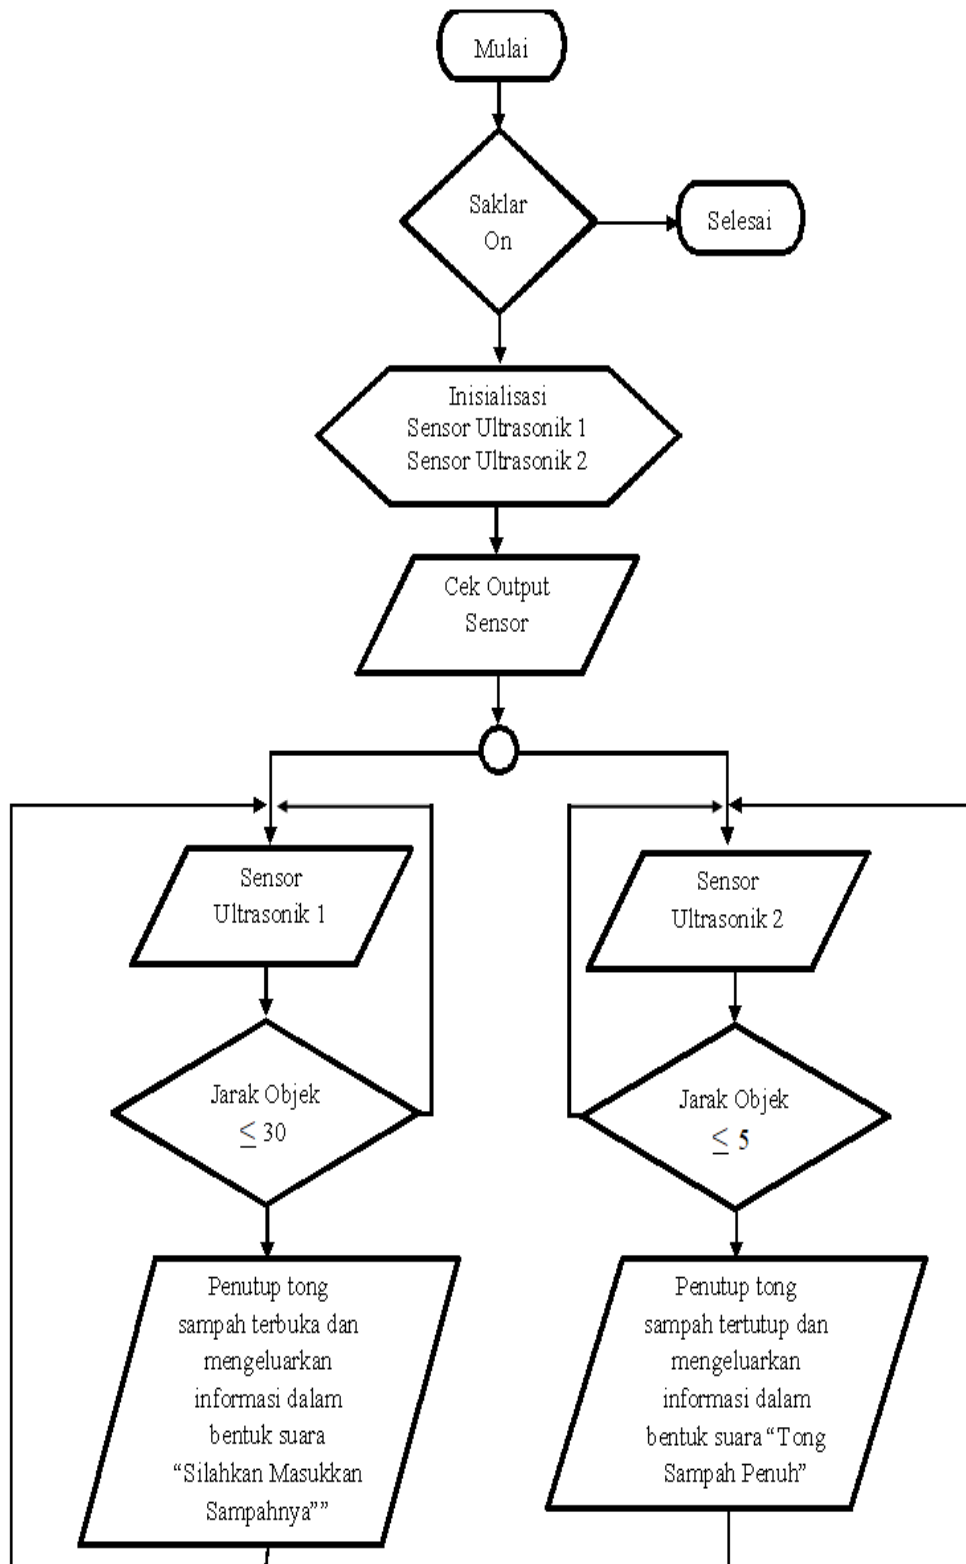 Mulai
Saklar
On
Selesai
Inisialisasi
Sensor Ultrasonik 1
Sensor Ultrasonik 2
Cek Output
Sensor
Sensor
Ultrasonik 1
Sensor
Ultrasonik 2
Jarak Objek
≤ 30
Jarak Objek
≤ 5
Penutup tong
sampah terbuka dan
mengeluarkan
informasi dalam
bentuk suara
“Silahkan Masukkan
Sampahnya””
Penutup tong
sampah tertutup dan
mengeluarkan
informasi dalam
bentuk suara “Tong
Sampah Penuh”